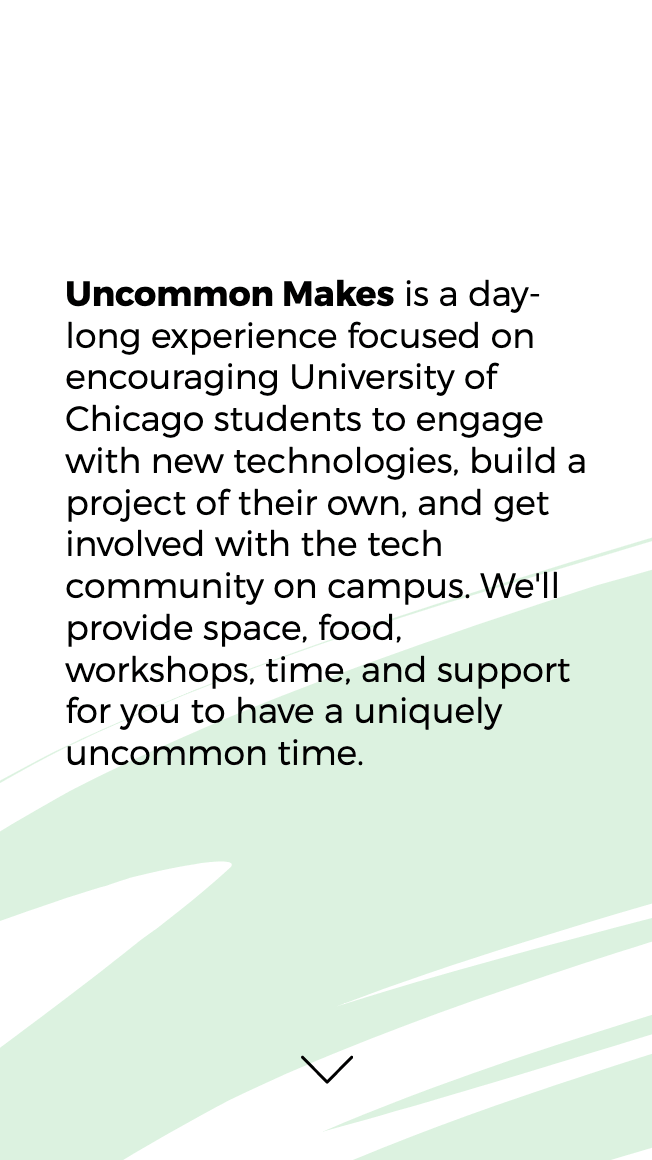 Uncommon Makes is a day-
long experience focused on
encouraging University of
Chicago students to engage
with new technologies, build a
project of their own, and get
involved with the tech
community on campus. We'll
provide space, food,
workshops, time, and support
for you to have a uniquely
uncommon time.